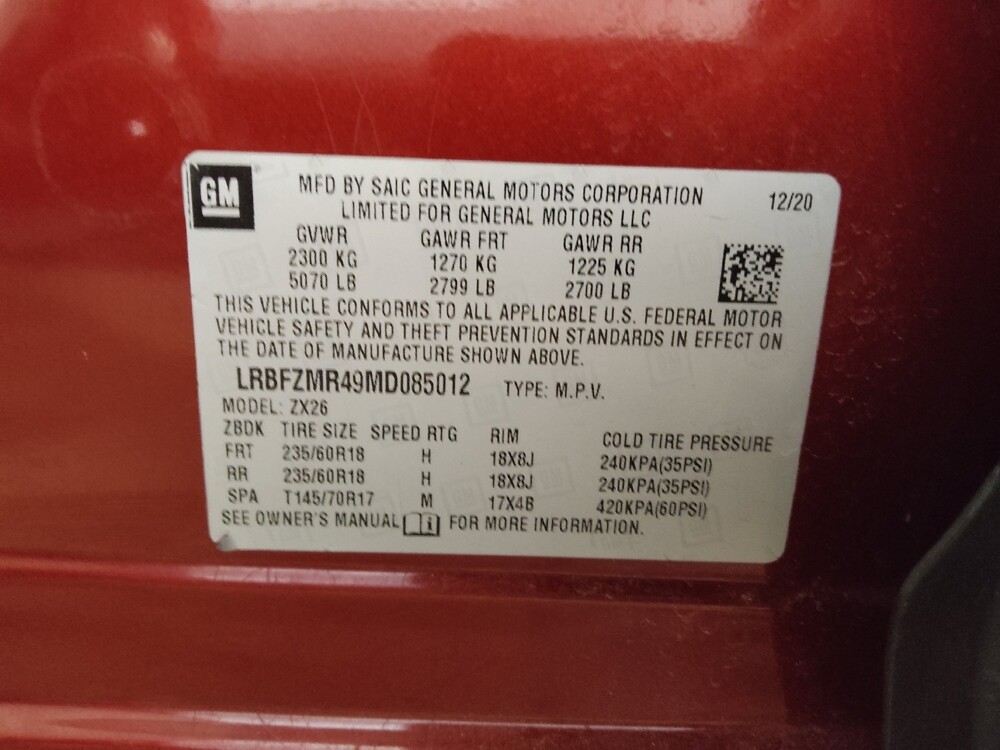 GM
MFD BY SAIC GENERAL MOTORS CORPORATION 12/20
LIMITED FOR GENERAL MOTORS LLC
GVWR GAWR FRT GAWR RR
2300 KG 1270 KG 1225 KG
5070 LB 2799 LB 2700 LB
THIS VEHICLE CONFORMS TO ALL APPLICABLE U.S. FEDERAL MOTOR
VEHICLE SAFETY AND THEFT PREVENTION STANDARDS IN EFFECT ON
THE DATE OF MANUFACTURE SHOWN ABOVE.
LRBFZMR49MD085012 TYPE: M.P.V.
MODEL: ZX26
ZBDK TIRE SIZE SPEED RTG RIM COLD TIRE PRESSURE
FRT 235/60R18 H 18X8J 240KPA(35PSI)
RR 235/60R18 H 18X8J 240KPA(35PSI)
SPA T145/70R17 M 17X4B 420KPA(60PSI)
SEE OWNER'S MANUAL FOR MORE INFORMATION.